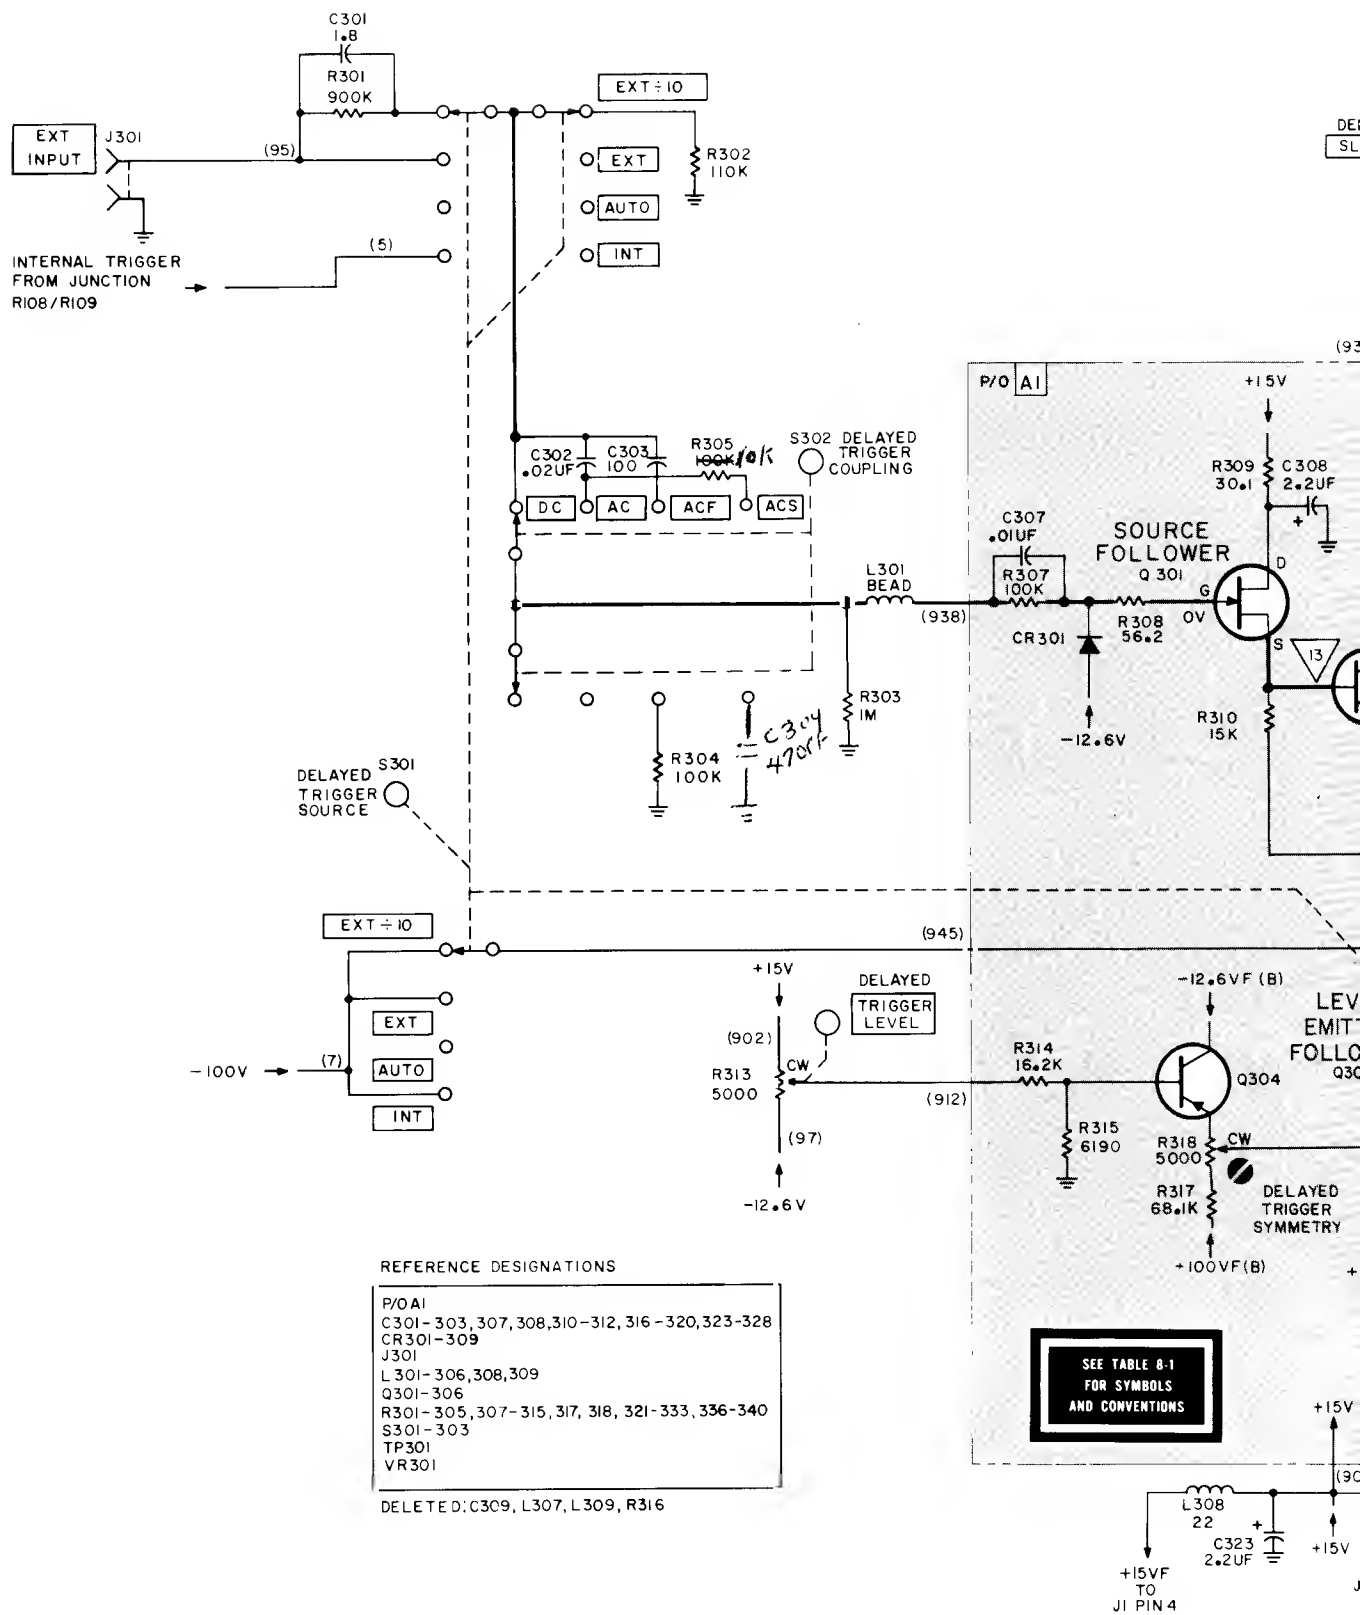 C301
1.8
R301
900K
EXT÷10
EXT
INPUT
J301
(95)
EXT
R302
110K
AUTO
(5)
INT
INTERNAL TRIGGER
FROM JUNCTION
R108/R109
DE
SL
(93
P/O A1
+15V
C302
.02UF
C303
100
R305
100K 10K
S302 DELAYED
TRIGGER
COUPLING
DC
AC
ACF
ACS
R309
30.1
C308
2.2UF
+
C307
.01UF
SOURCE
FOLLOWER
Q301
L301
BEAD
R307
100K
D
G
0V
S
(938)
CR301
R308
56.2
13
R303
1M
R310
15K
-12.6V
R304
100K
C304
470PF
DELAYED
TRIGGER
SOURCE
S301
EXT÷10
(945)
+15V
DELAYED
TRIGGER
LEVEL
-12.6VF (B)
LEV
EMIT
FOLLO
Q30
EXT
(902)
R314
16.2K
Q304
-100V
(7)
AUTO
R313
5000
CW
(912)
INT
(97)
R315
6190
R318
5000
CW
-12.6V
R317
68.1K
DELAYED
TRIGGER
SYMMETRY
+100VF(B)
+
REFERENCE DESIGNATIONS
P/O A1
C301-303,307,308,310-312,316-320,323-328
CR301-309
J301
L301-306,308,309
Q301-306
R301-305,307-315,317,318,321-333,336-340
S301-303
TP301
VR301
DELETED:C309, L307, L309, R316
SEE TABLE 8-1
FOR SYMBOLS
AND CONVENTIONS
+15V
(90
L308
22
+
C323
2.2UF
+15V
+15VF
TO
J1 PIN 4
J